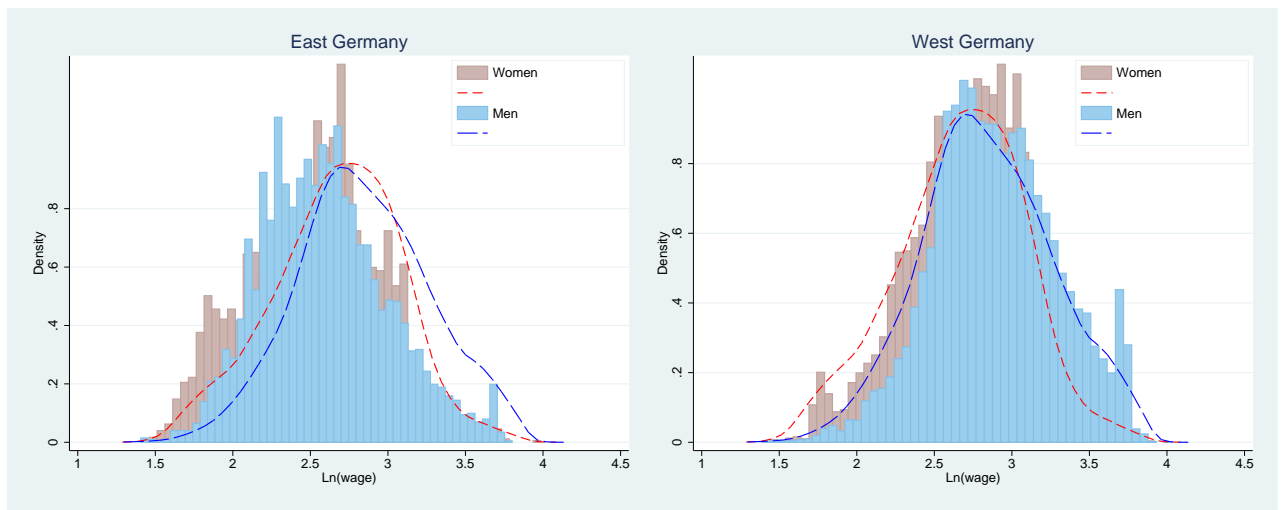 East Germany
Women
Men
Density
.8
.6
.4
.2
0
1 1.5 2 2.5 3 3.5 4 4.5
Ln(wage)
West Germany
Women
Men
Density
.8
.6
.4
.2
0
1 1.5 2 2.5 3 3.5 4 4.5
Ln(wage)